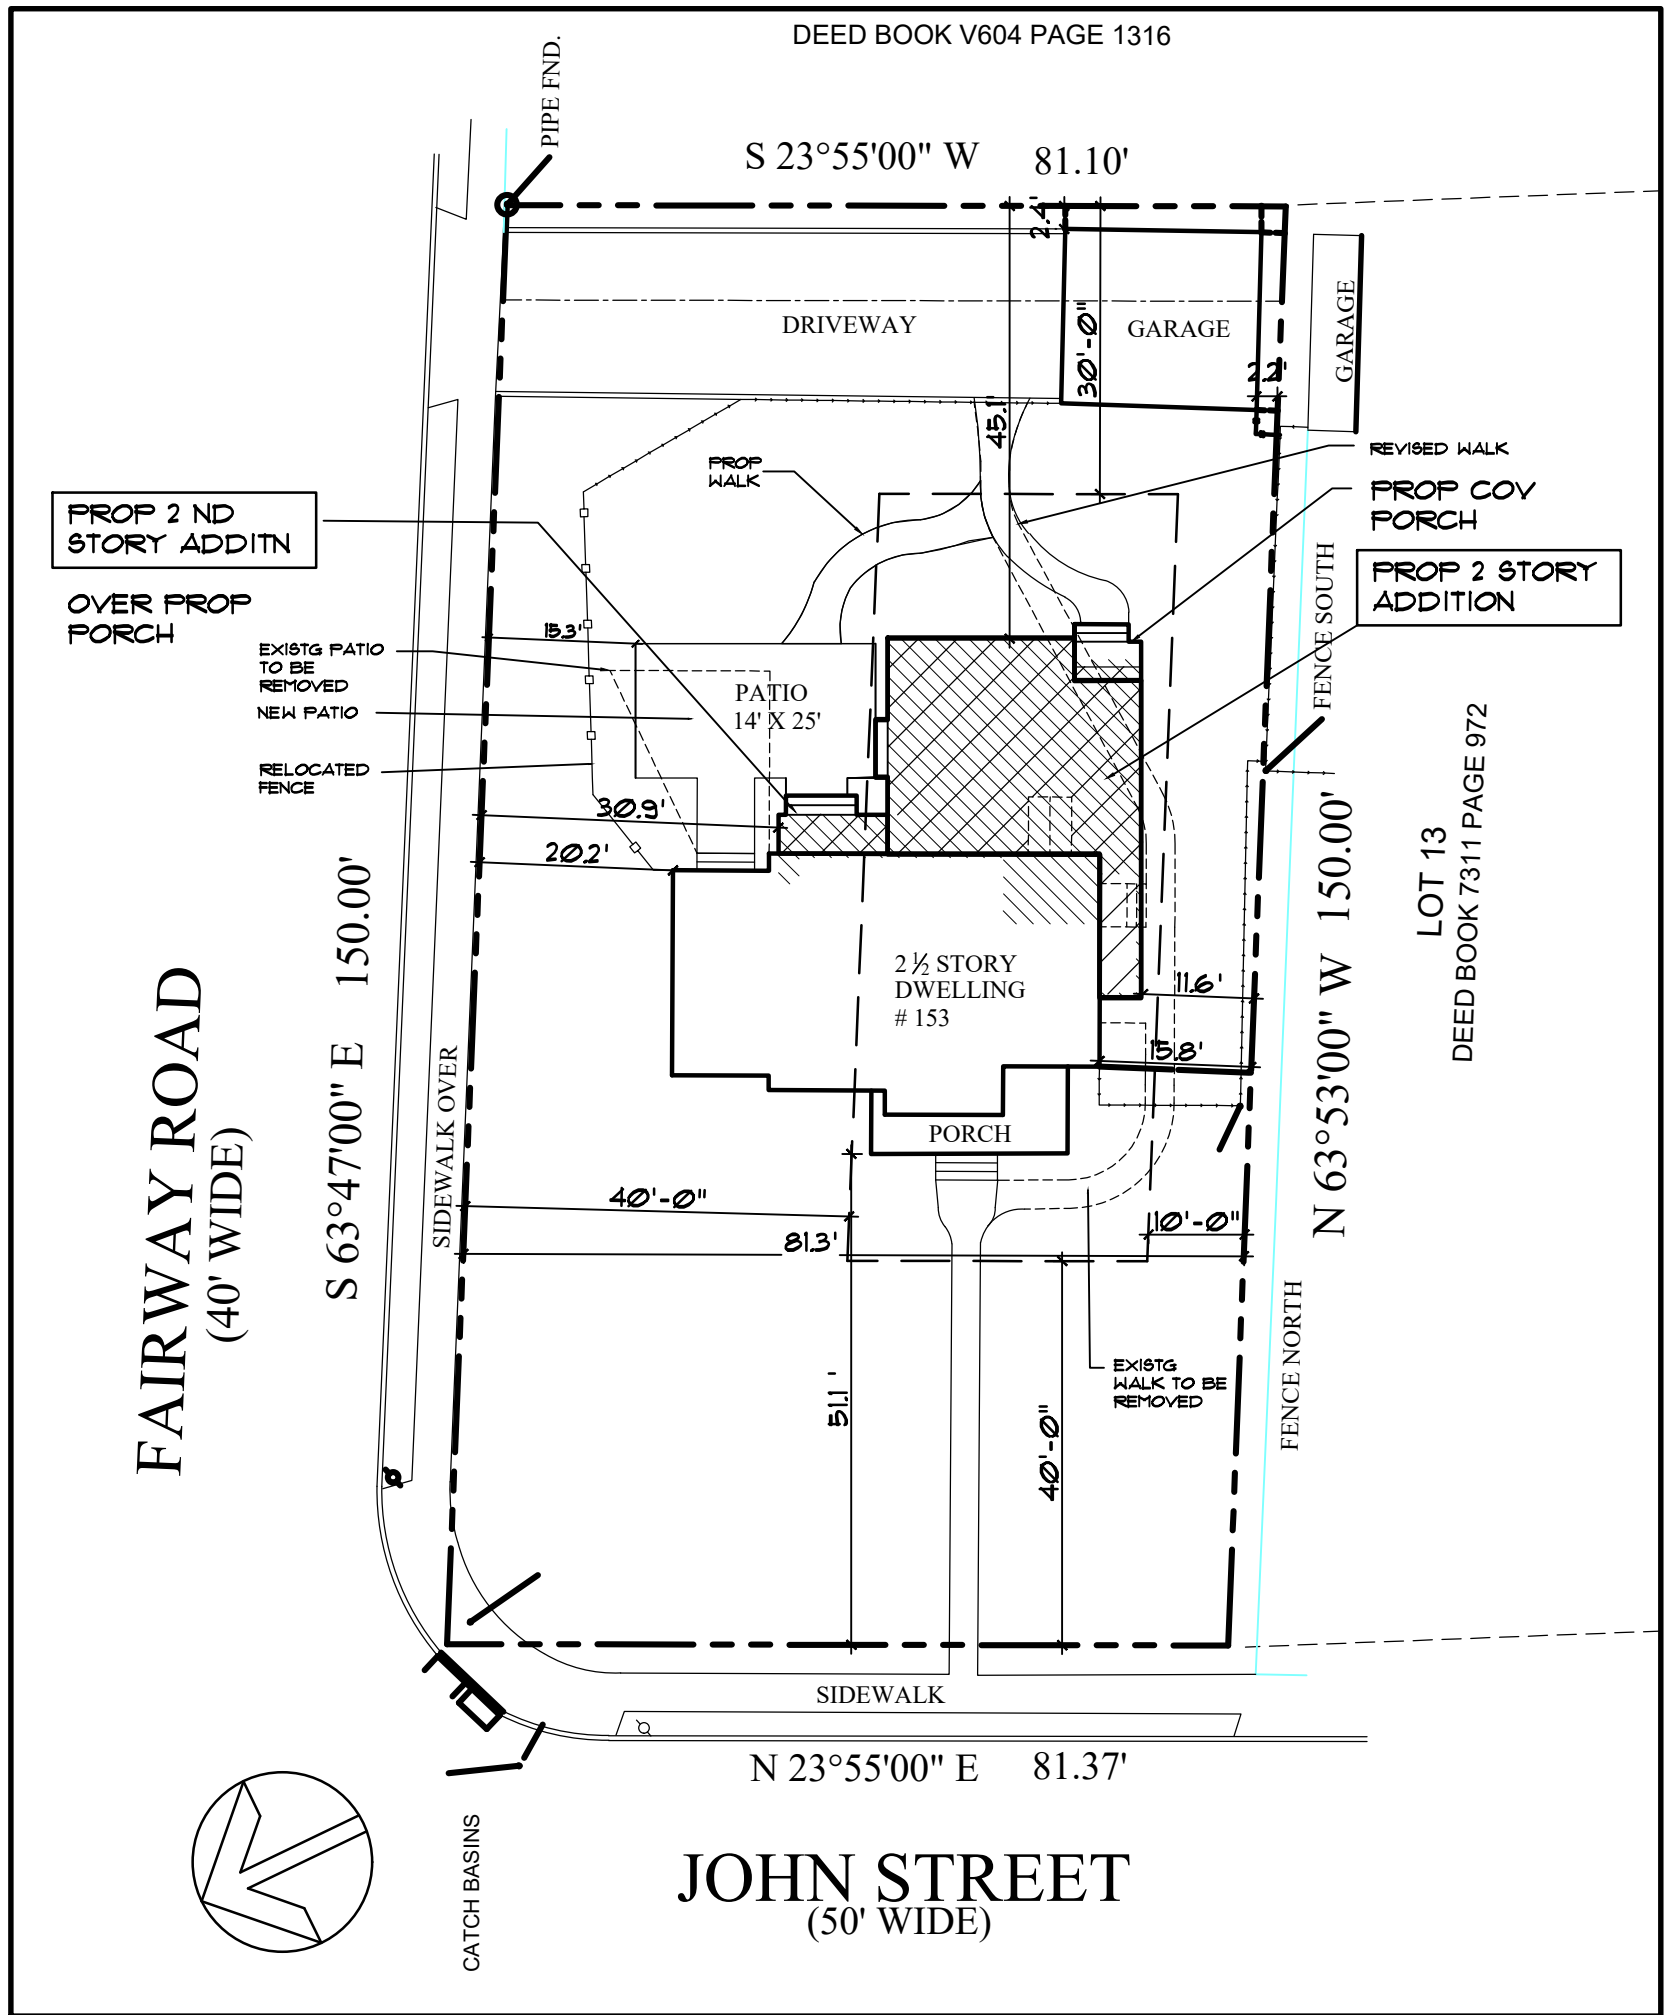 DEED BOOK V604 PAGE 1316
PIPE FND.
S 23°55'00" W 81.10'
2.4'
DRIVEWAY
GARAGE
GARAGE
30'-0"
2.2'
45.1'
REVISED WALK
PROP
WALK
PROP COV
PORCH
PROP 2 ND
STORY ADDITN
OVER PROP
PORCH
PROP 2 STORY
ADDITION
FENCE SOUTH
15.3'
EXISTG PATIO
TO BE
REMOVED
NEW PATIO
PATIO
14' X 25'
RELOCATED
FENCE
30.9'
20.2'
LOT 13
DEED BOOK 7311 PAGE 972
S 63°47'00" E 150.00'
N 63°53'00" W 150.00'
2 ½ STORY
DWELLING
# 153
11.6'
15.8'
FAIRWAY ROAD
(40' WIDE)
SIDEWALK OVER
PORCH
40'-0"
10'-0"
81.3'
51.1'
40'-0"
EXISTG
WALK TO BE
REMOVED
FENCE NORTH
SIDEWALK
N 23°55'00" E 81.37'
CATCH BASINS
JOHN STREET
(50' WIDE)